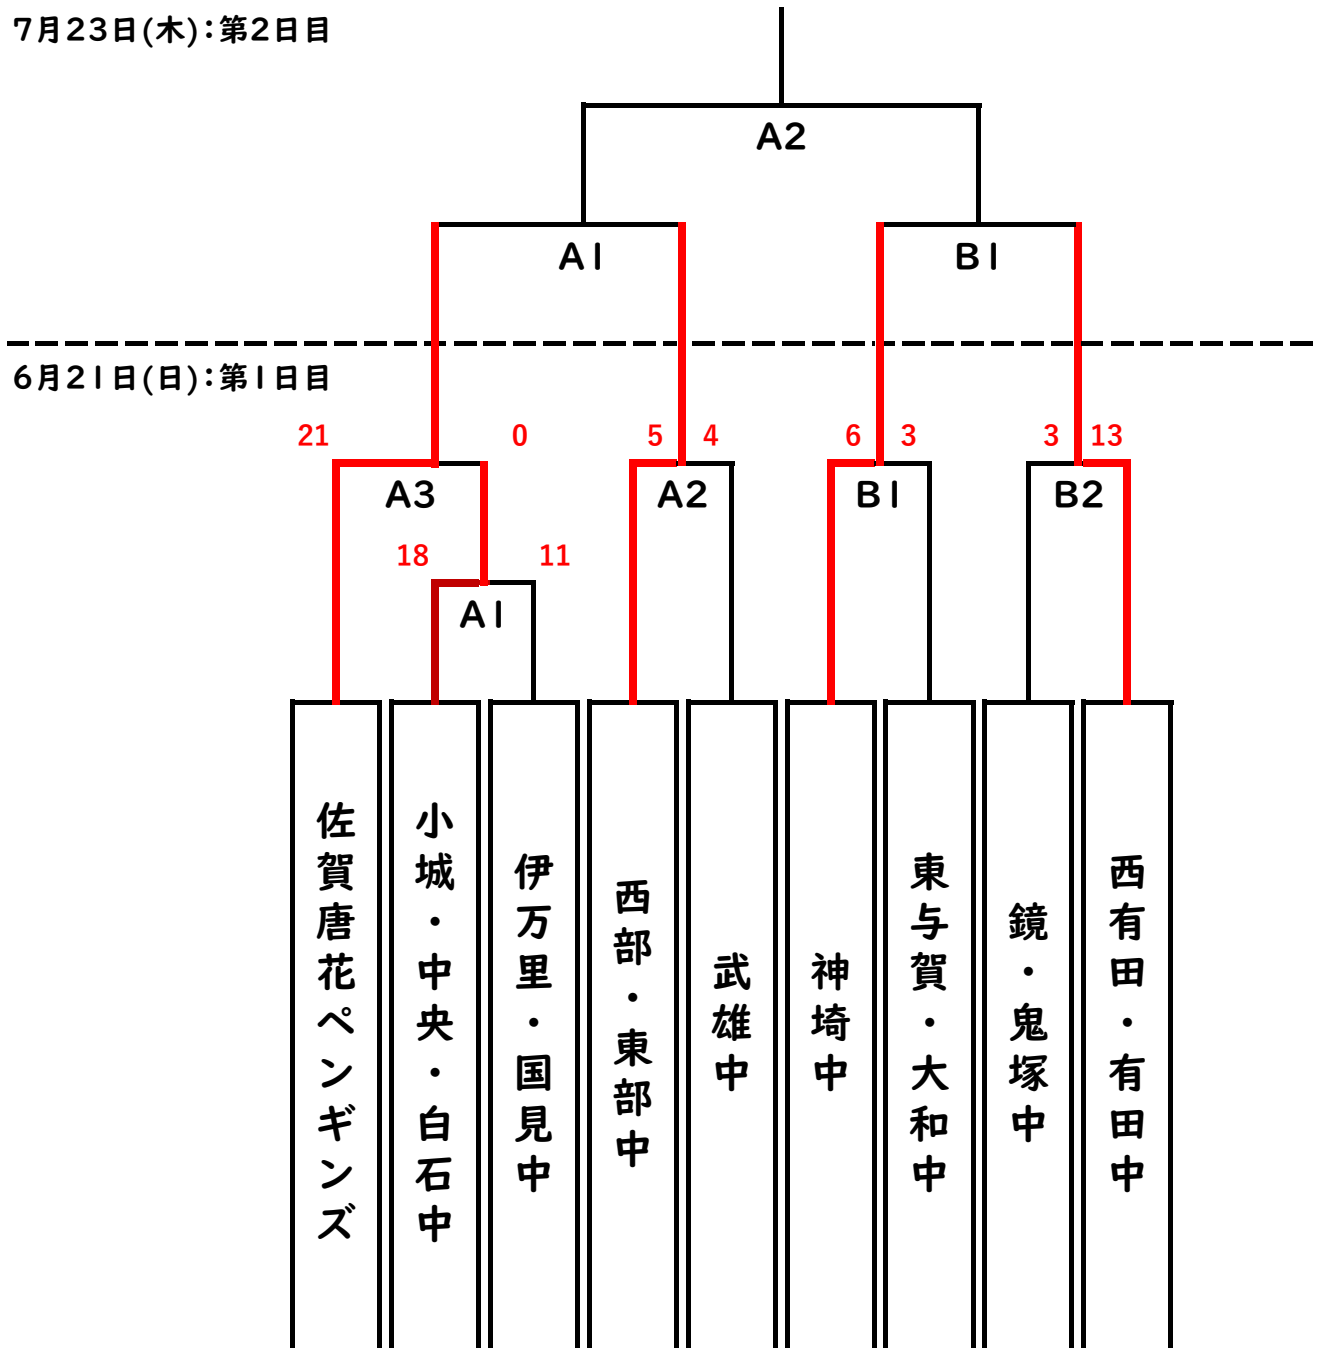 7月23日(木):第2日目
A2
A1
B1
6月21日(日):第1日目
21
0
5
4
6
3
3
13
A3
A2
B1
B2
18
11
A1
佐賀唐花ペンギンズ
小城・中央・白石中
伊万里・国見中
西部・東部中
武雄中
神埼中
東与賀・大和中
鏡・鬼塚中
西有田・有田中